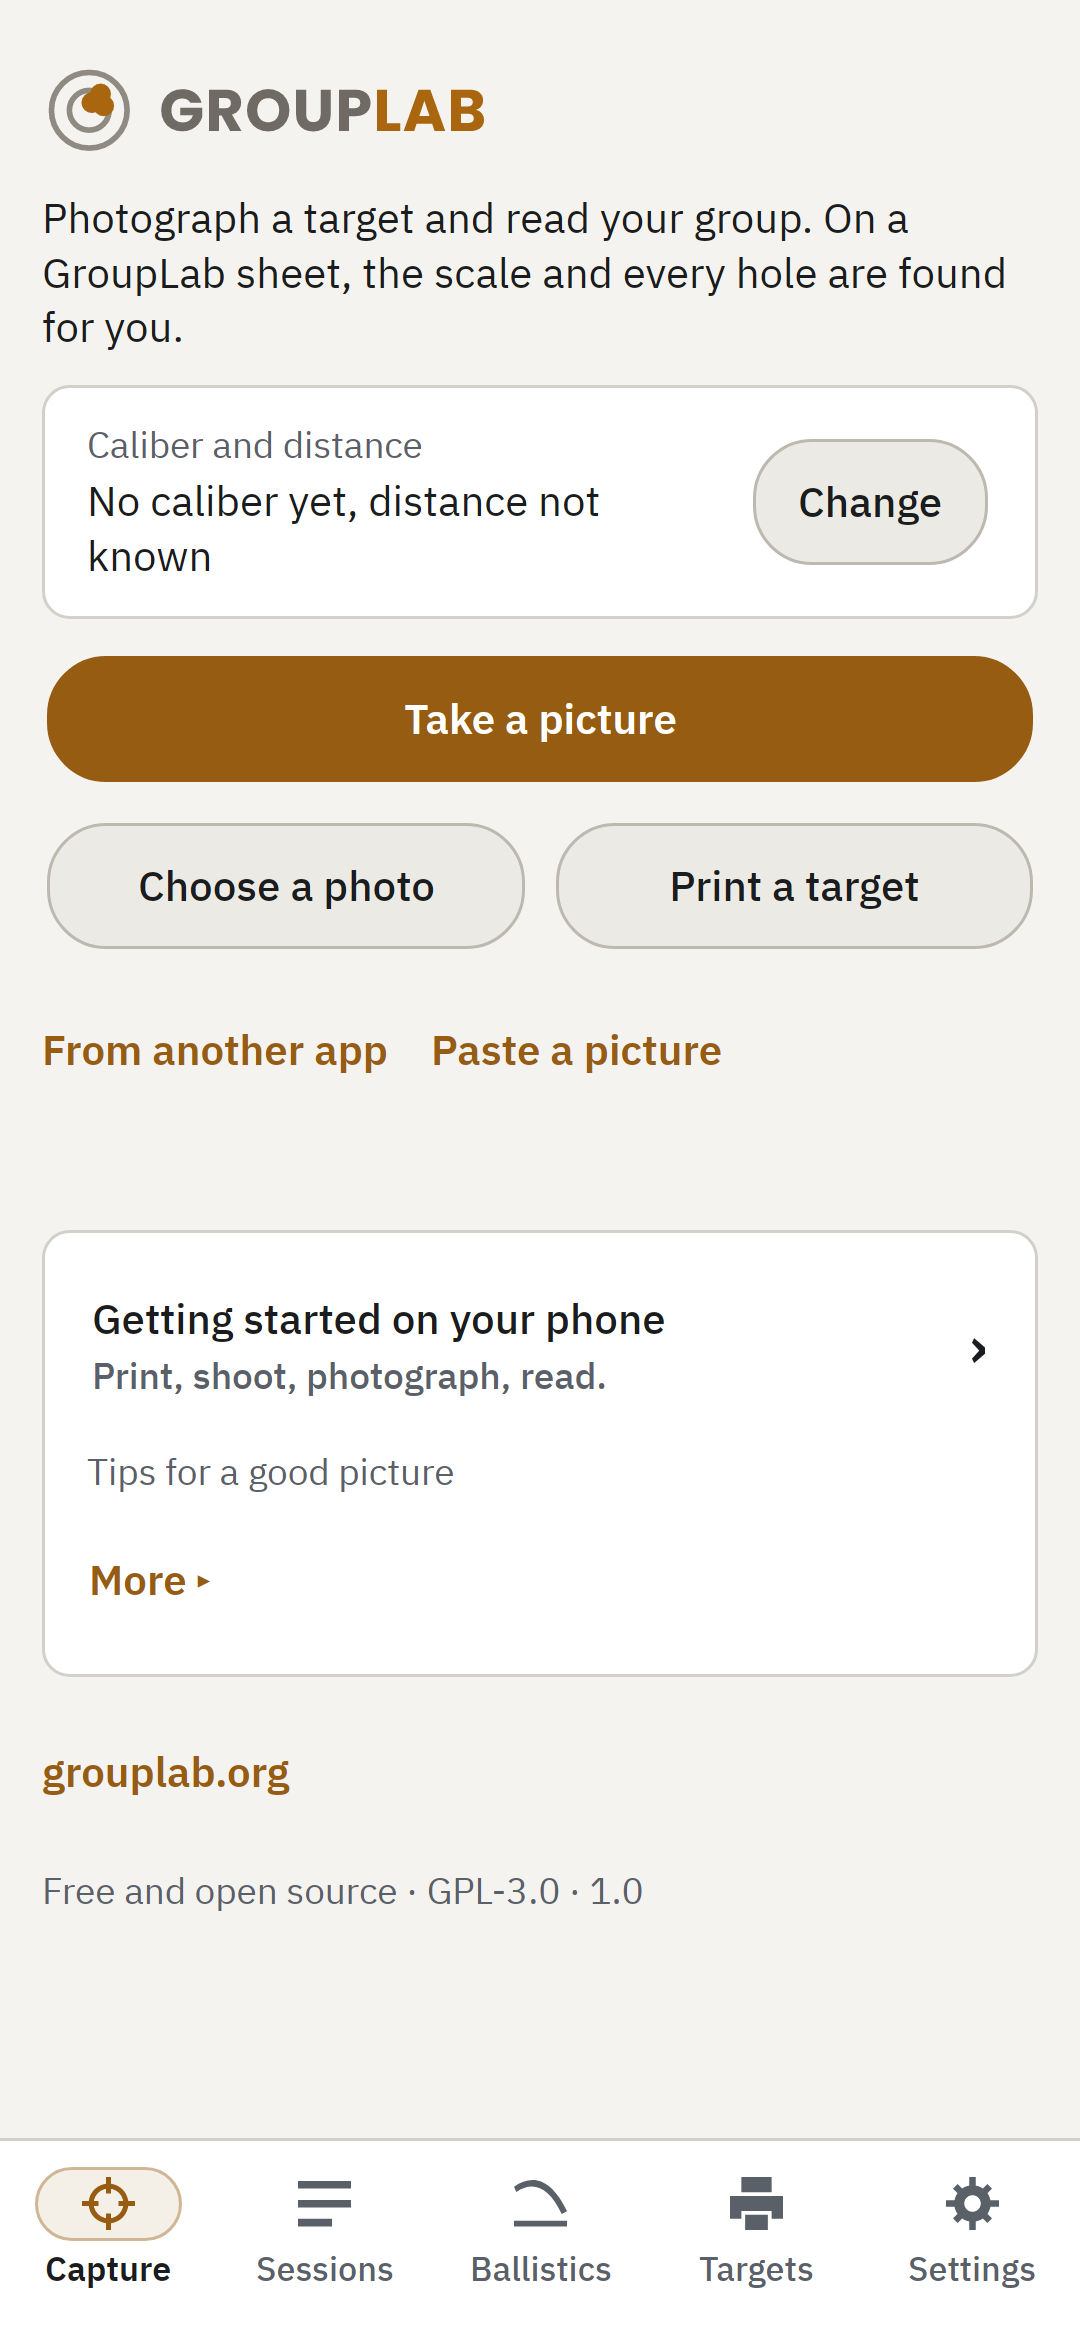 GROUPLAB
Photograph a target and read your group. On a
GroupLab sheet, the scale and every hole are found
for you.
Caliber and distance
No caliber yet, distance not
known
Change
Take a picture
Choose a photo
Print a target
From another app
Paste a picture
Getting started on your phone
Print, shoot, photograph, read.
Tips for a good picture
More ▸
grouplab.org
Free and open source · GPL-3.0 · 1.0
Capture
Sessions
Ballistics
Targets
Settings